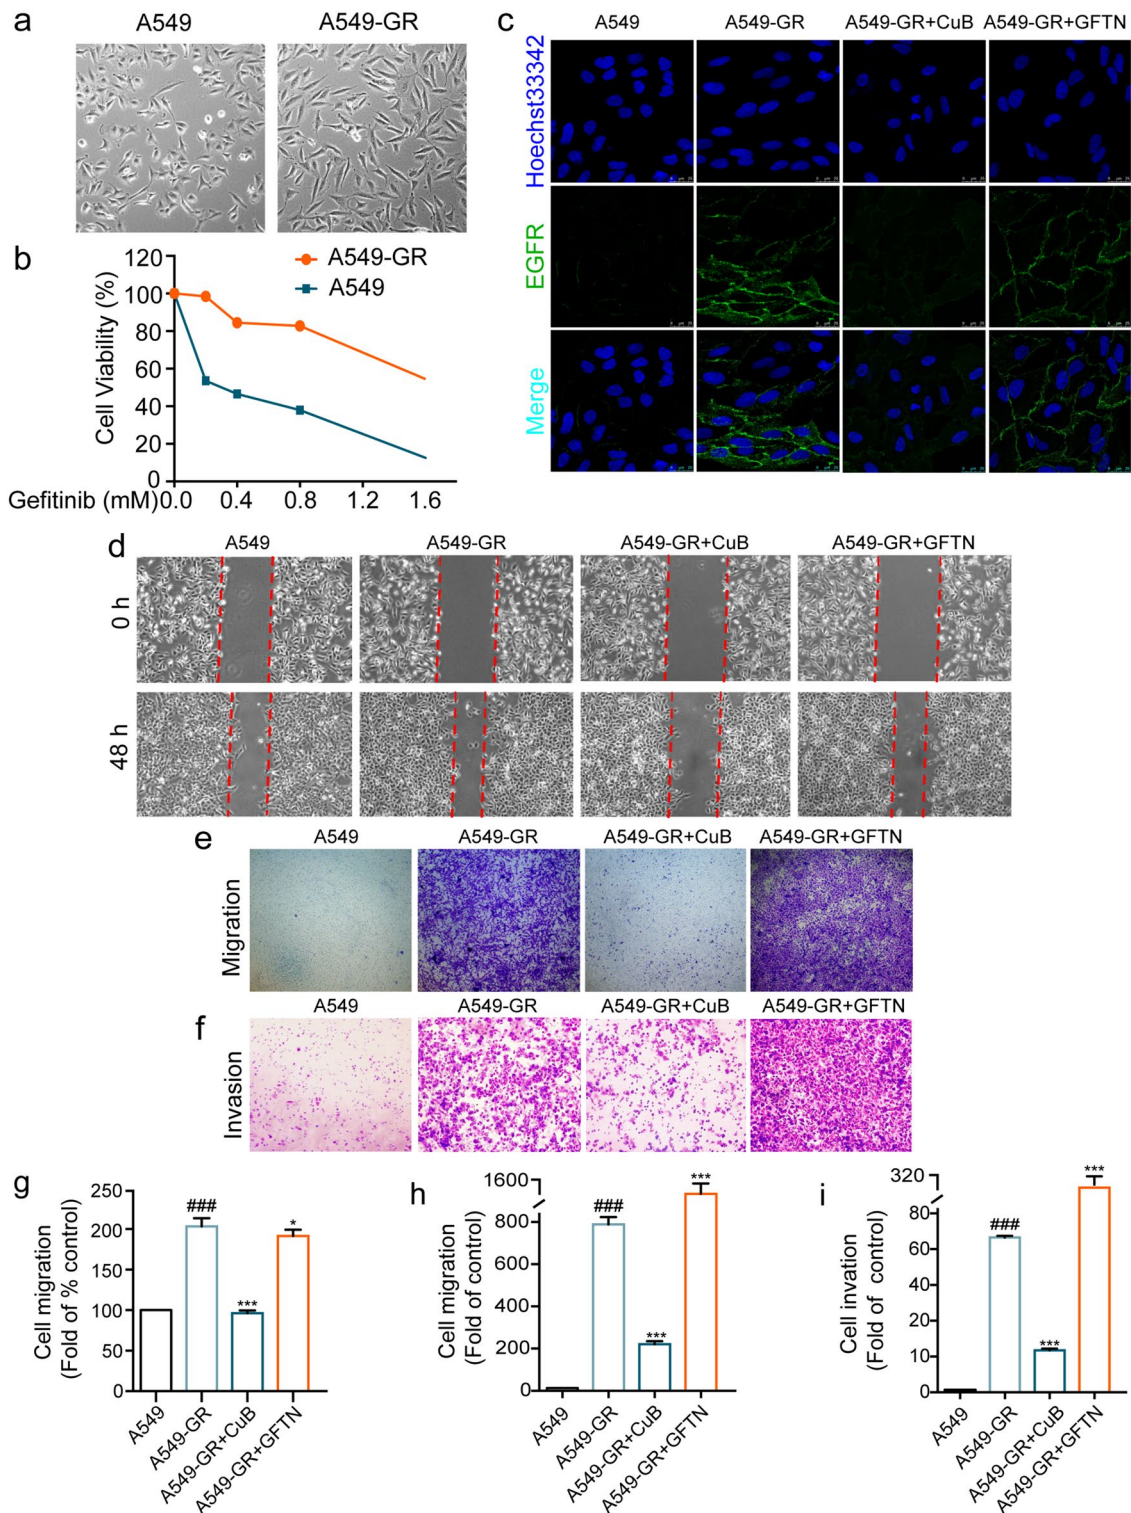 a
A549
A549-GR
b
120
100
80
60
40
20
0
Cell Viability (%)
A549-GR
A549
Gefitinib (mM)
0.0
0.4
0.8
1.2
1.6
c
A549
A549-GR
A549-GR+CuB
A549-GR+GFTN
Hoechst333342
EGFR
Merge
d
A549
A549-GR
A549-GR+CuB
A549-GR+GFTN
0 h
48 h
e
A549
A549-GR
A549-GR+CuB
A549-GR+GFTN
Migration
f
A549
A549-GR
A549-GR+CuB
A549-GR+GFTN
Invasion
g
Cell migration
(Fold of % control)
250
200
150
100
50
0
###
***
*
A549
A549-GR
A549-GR+CuB
A549-GR+GFTN
h
Cell migration
(Fold of control)
1600
800
600
400
200
0
###
***
***
A549
A549-GR
A549-GR+CuB
A549-GR+GFTN
i
Cell invation
(Fold of control)
320
80
60
40
20
10
0
###
***
***
A549
A549-GR
A549-GR+CuB
A549-GR+GFTN